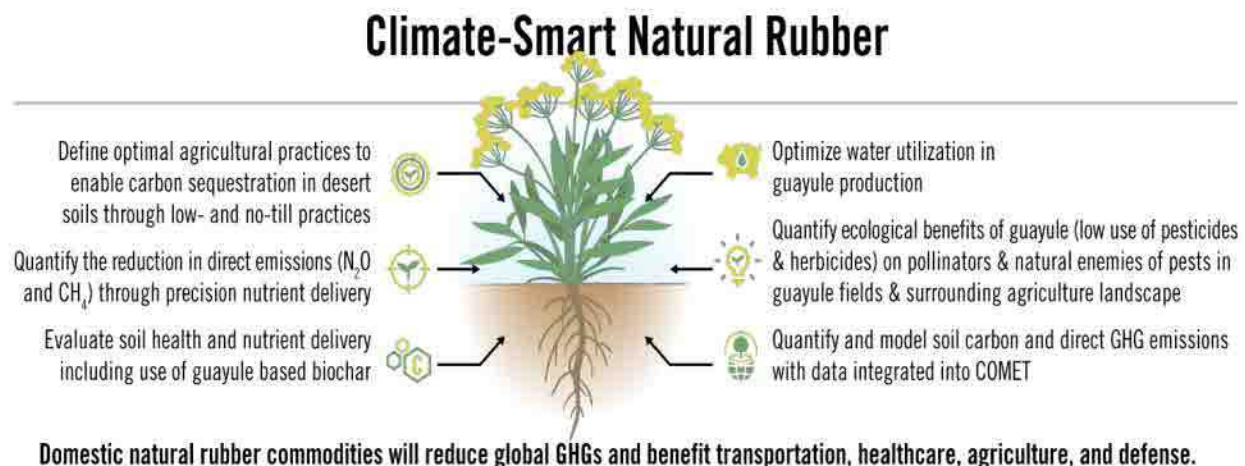 Climate-Smart Natural Rubber
Define optimal agricultural practices to
enable carbon sequestration in desert
soils through low- and no-till practices
Quantify the reduction in direct emissions (N₂O
and CH₄) through precision nutrient delivery
Evaluate soil health and nutrient delivery
including use of guayule based biochar
C
Optimize water utilization in
guayule production
Quantify ecological benefits of guayule (low use of pesticides
& herbicides) on pollinators & natural enemies of pests in
guayule fields & surrounding agriculture landscape
Quantify and model soil carbon and direct GHG emissions
with data integrated into COMET
Domestic natural rubber commodities will reduce global GHGs and benefit transportation, healthcare, agriculture, and defense.